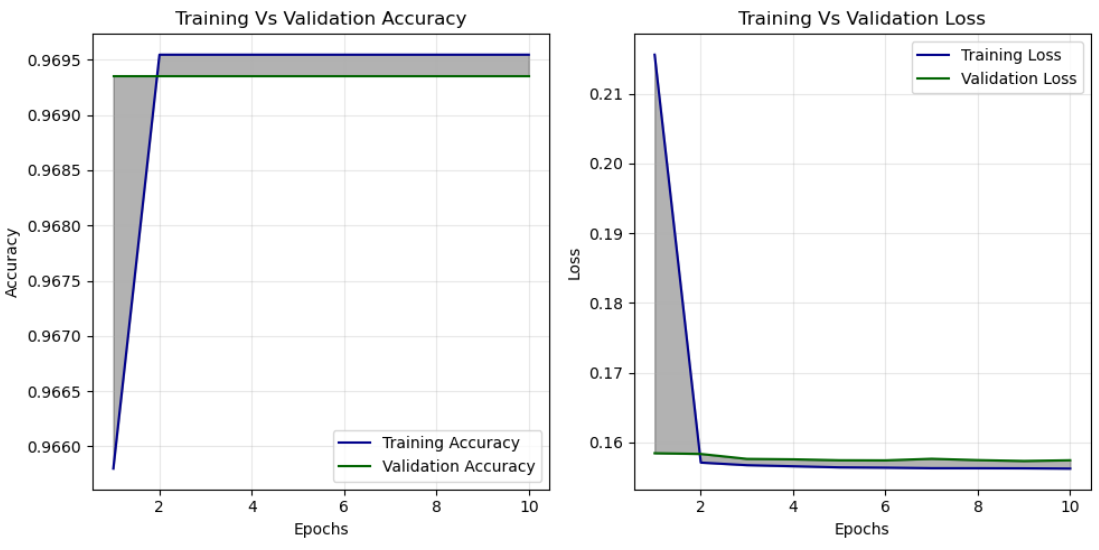 Training Vs Validation Accuracy
0.9695
0.9690
0.9685
0.9680
0.9675
0.9670
0.9665
0.9660
Accuracy
2 4 6 8 10
Epochs
Training Accuracy
Validation Accuracy
Training Vs Validation Loss
0.21
0.20
0.19
0.18
0.17
0.16
Loss
2 4 6 8 10
Epochs
Training Loss
Validation Loss